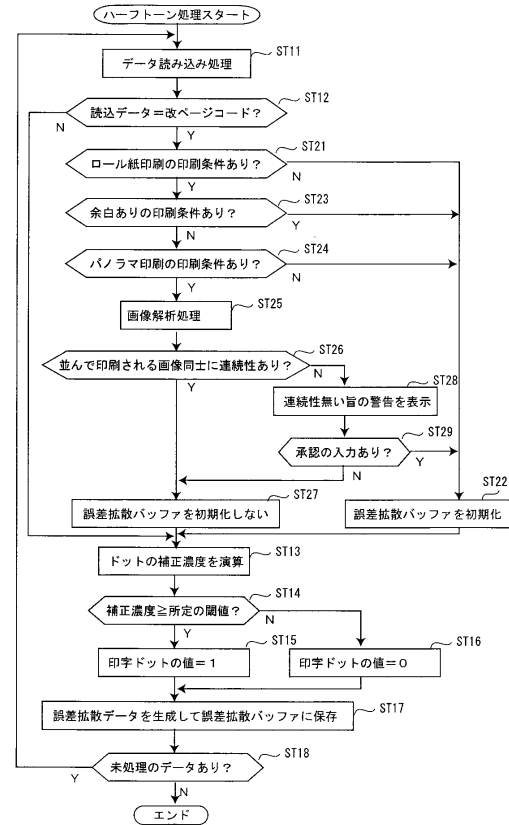 ハーフトーン処理スタート
データ読み込み処理
ST11
読込データ＝改ページコード？
ST12
N
Y
ロール紙印刷の印刷条件あり？
ST21
N
Y
余白ありの印刷条件あり？
ST23
Y
N
パノラマ印刷の印刷条件あり？
ST24
N
Y
画像解析処理
ST25
並んで印刷される画像同士に連続性あり？
ST26
N
Y
連続性無い旨の警告を表示
ST28
承認の入力あり？
ST29
Y
N
誤差拡散バッファを初期化しない
ST27
誤差拡散バッファを初期化
ST22
ドットの補正濃度を演算
ST13
補正濃度≧所定の閾値？
ST14
N
Y
印字ドットの値＝１
ST15
印字ドットの値＝０
ST16
誤差拡散データを生成して誤差拡散バッファに保存
ST17
未処理のデータあり？
ST18
Y
N
エンド